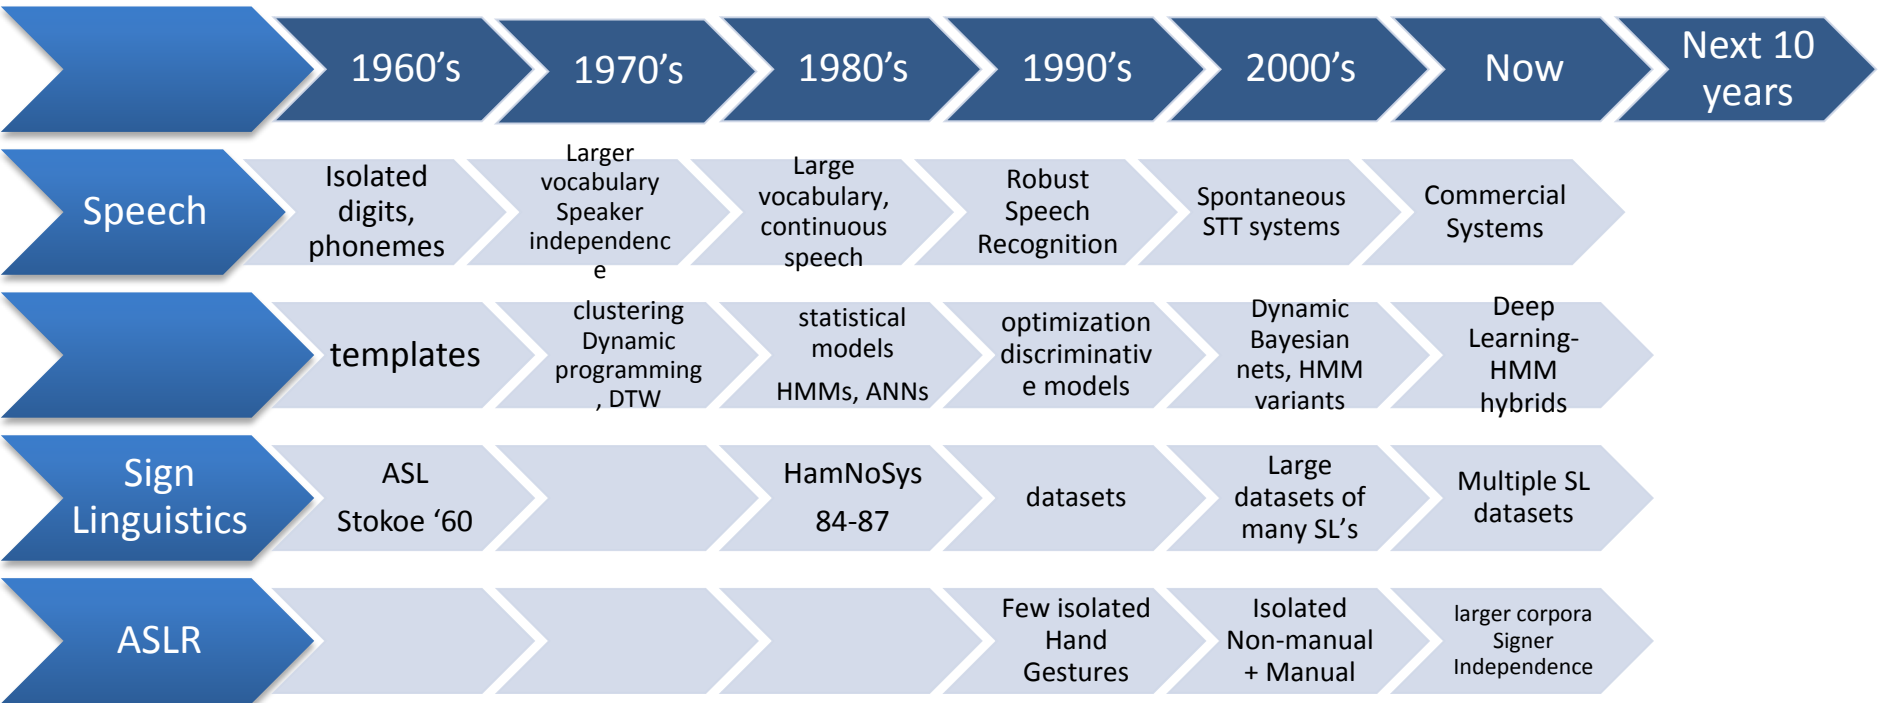 1960’s
1970’s
1980’s
1990’s
2000’s
Now
Next 10
years
Speech
Isolated
digits,
phonemes
Larger
vocabulary
Speaker
independenc
e
Large
vocabulary,
continuous
speech
Robust
Speech
Recognition
Spontaneous
STT systems
Commercial
Systems
templates
clustering
Dynamic
programming
, DTW
statistical
models
HMMs, ANNs
optimization
discriminativ
e models
Dynamic
Bayesian
nets, HMM
variants
Deep
Learning-
HMM
hybrids
Sign
Linguistics
ASL
Stokoe ‘60
HamNoSys
84-87
datasets
Large
datasets of
many SL’s
Multiple SL
datasets
ASLR
Few isolated
Hand
Gestures
Isolated
Non-manual
+ Manual
larger corpora
Signer
Independence